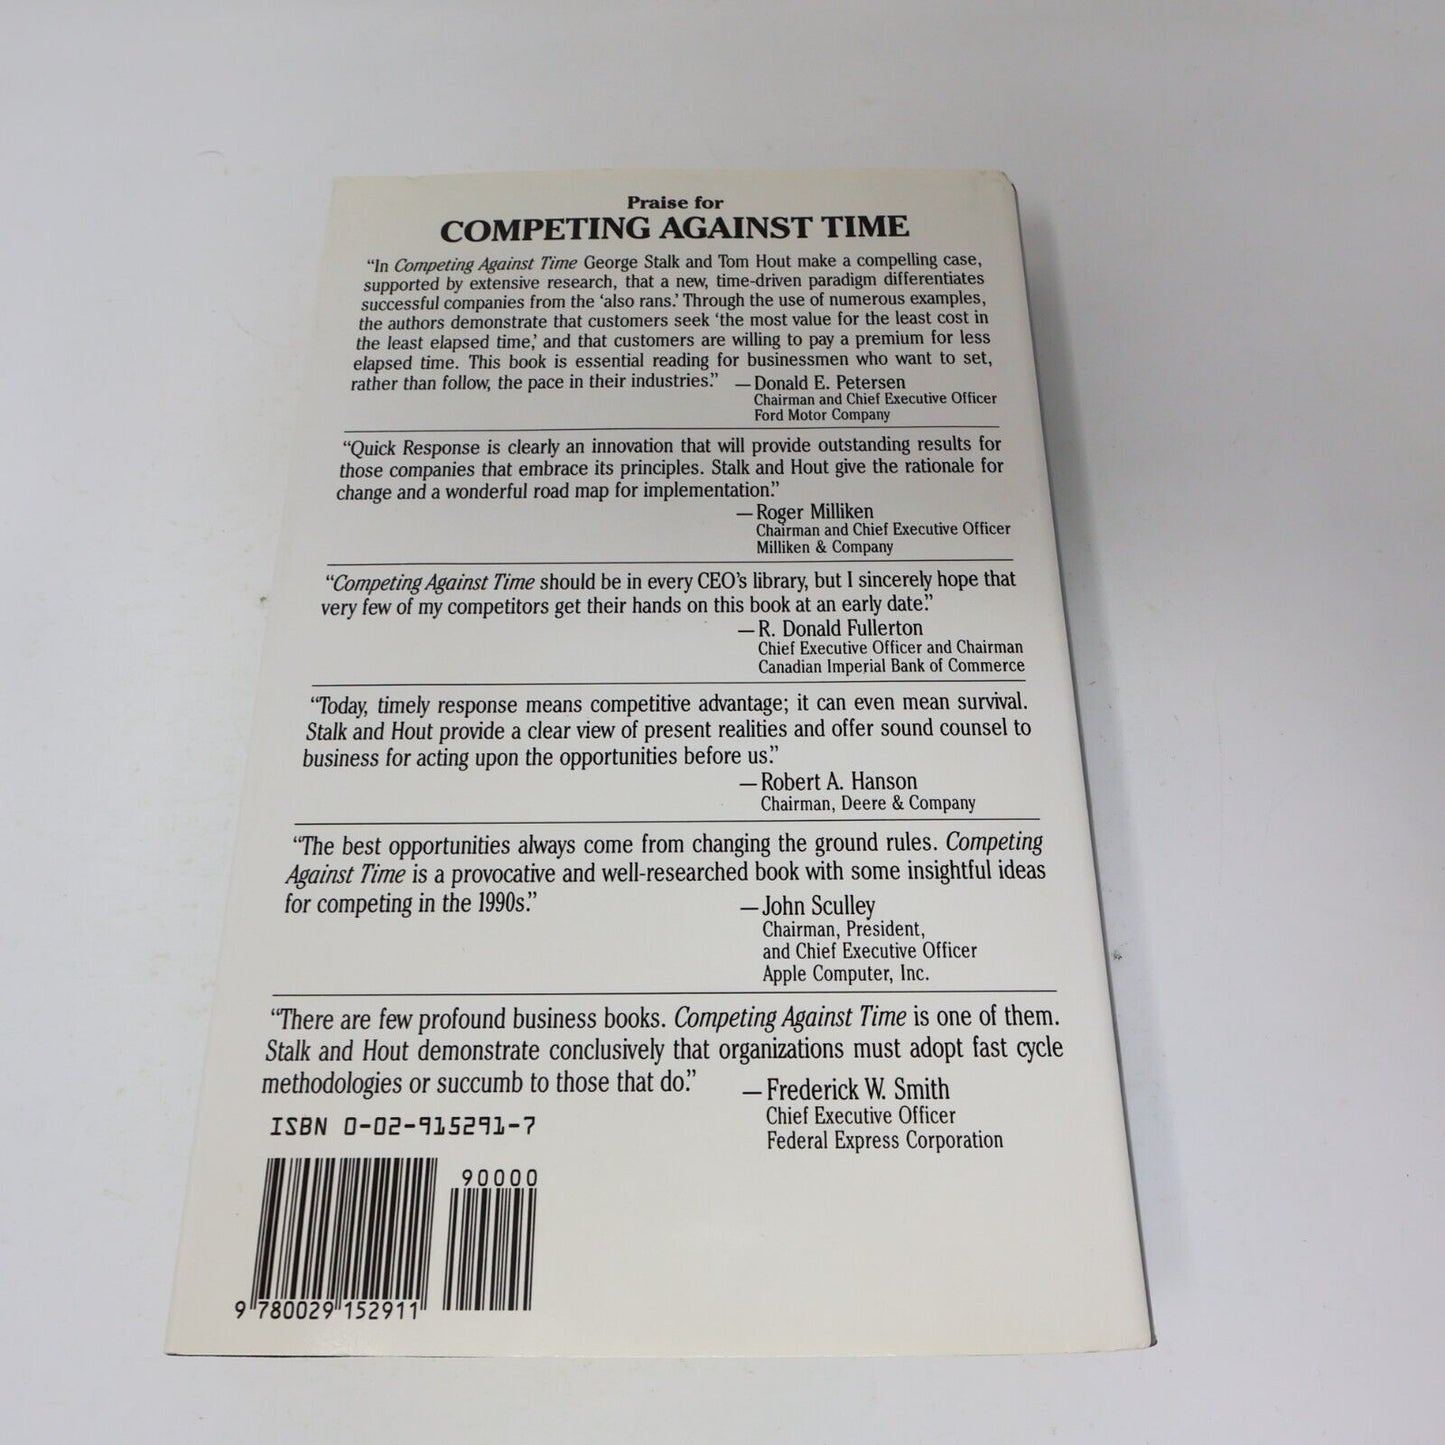 Praise for
COMPETING AGAINST TIME
“In Competing Against Time George Stalk and Tom Hout make a compelling case,
supported by extensive research, that a new, time-driven paradigm differentiates
successful companies from the ‘also rans.’ Through the use of numerous examples,
the authors demonstrate that customers seek ‘the most value for the least cost in
the least elapsed time,’ and that customers are willing to pay a premium for less
elapsed time. This book is essential reading for businessmen who want to set,
rather than follow, the pace in their industries.” —Donald E. Petersen
Chairman and Chief Executive Officer
Ford Motor Company
“Quick Response is clearly an innovation that will provide outstanding results for
those companies that embrace its principles. Stalk and Hout give the rationale for
change and a wonderful road map for implementation.”
—Roger Milliken
Chairman and Chief Executive Officer
Milliken & Company
“Competing Against Time should be in every CEO’s library, but I sincerely hope that
very few of my competitors get their hands on this book at an early date.”
—R. Donald Fullerton
Chief Executive Officer and Chairman
Canadian Imperial Bank of Commerce
“Today, timely response means competitive advantage; it can even mean survival.
Stalk and Hout provide a clear view of present realities and offer sound counsel to
business for acting upon the opportunities before us.”
—Robert A. Hanson
Chairman, Deere & Company
“The best opportunities always come from changing the ground rules. Competing
Against Time is a provocative and well-researched book with some insightful ideas
for competing in the 1990s.” —John Sculley
Chairman, President,
and Chief Executive Officer
Apple Computer, Inc.
“There are few profound business books. Competing Against Time is one of them.
Stalk and Hout demonstrate conclusively that organizations must adopt fast cycle
methodologies or succumb to those that do.” —Frederick W. Smith
Chief Executive Officer
Federal Express Corporation
ISBN 0-02-915291-7
90000
9 780029 152911